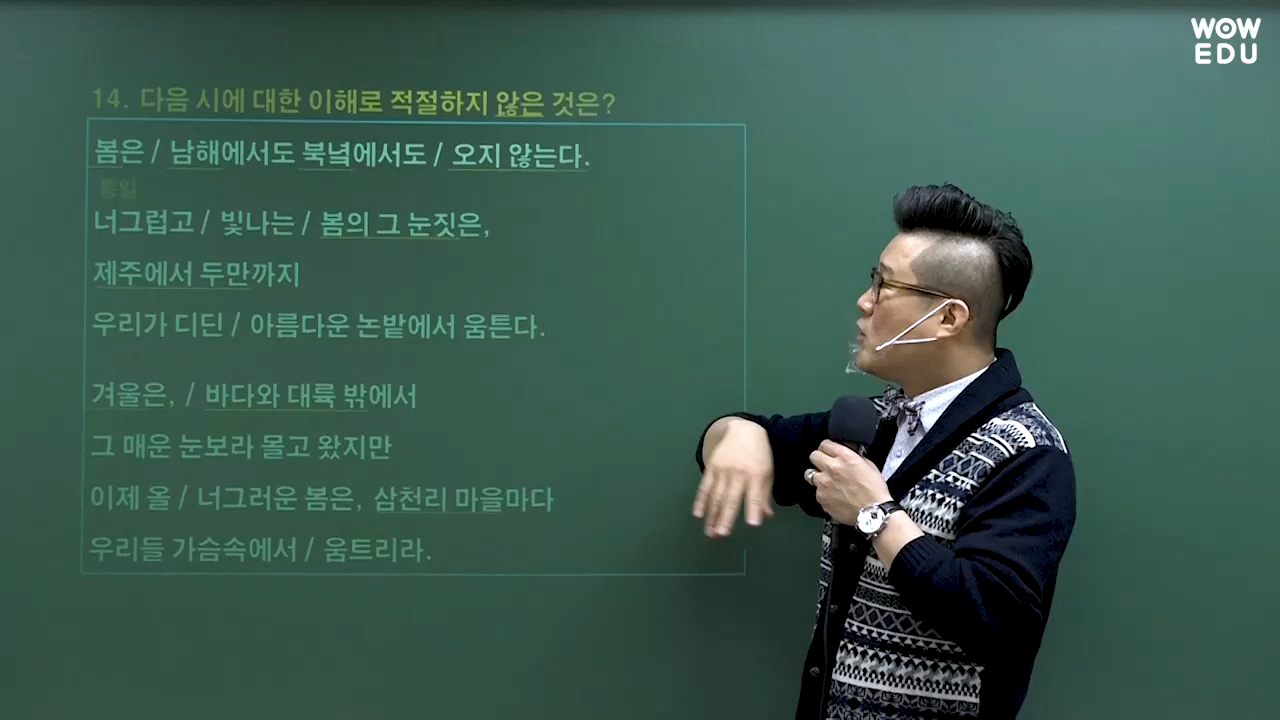 WOW
EDU
14. 다음 시에 대한 이해로 적절하지 않은 것은?
봄은 / 남해에서도 북녘에서도 / 오지 않는다.
통일
너그럽고 / 빛나는 / 봄의 그 눈짓은,
제주에서 두만까지
우리가 디딘 / 아름다운 논밭에서 움튼다.
겨울은, / 바다와 대륙 밖에서
그 매운 눈보라 몰고 왔지만
이제 올 / 너그러운 봄은, 삼천리 마을마다
우리들 가슴속에서 / 움트리라.